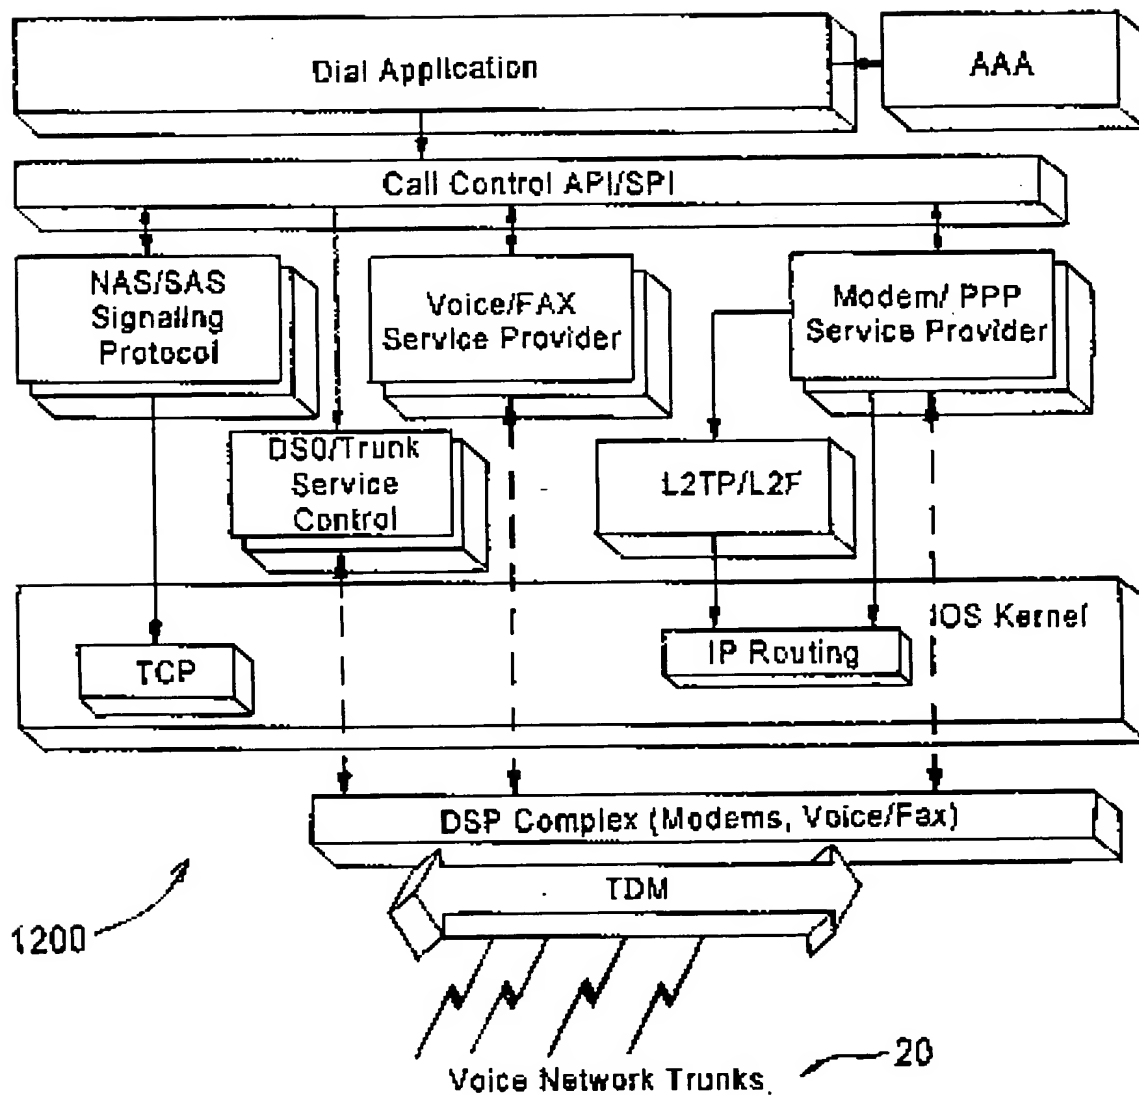 Dial Application
AAA
Call Control API/SPI
NAS/SAS
Signaling
Protocol
Voice/FAX
Service Provider
Modem/ PPP
Service Provider
DS0/Trunk
Service
Control
L2TP/L2F
IOS Kernel
TCP
IP Routing
DSP Complex (Modems, Voice/Fax)
TDM
1200
20
Voice Network Trunks